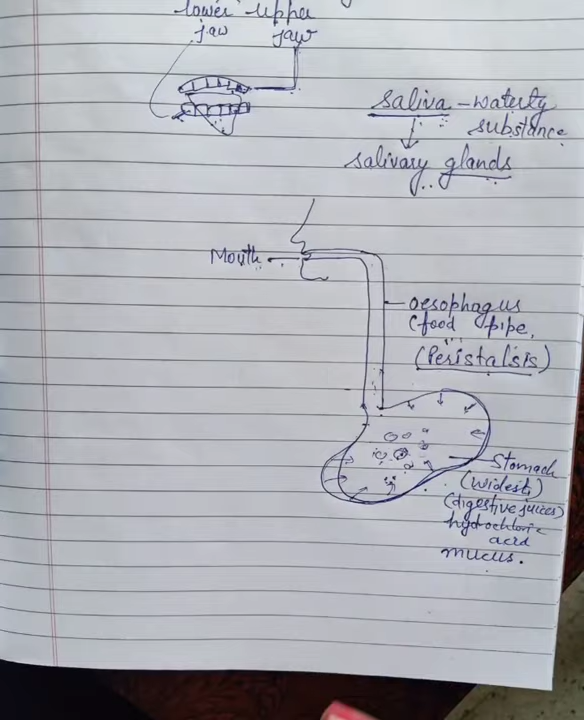 lower upper
jaw jaw
saliva - waterty
substance.
salivary glands
Mouth
oesophagus
(food pipe,
(Peristalsis)
Stomach
(widest)
(digestive juices)
hydrochloric
acid
mucus.